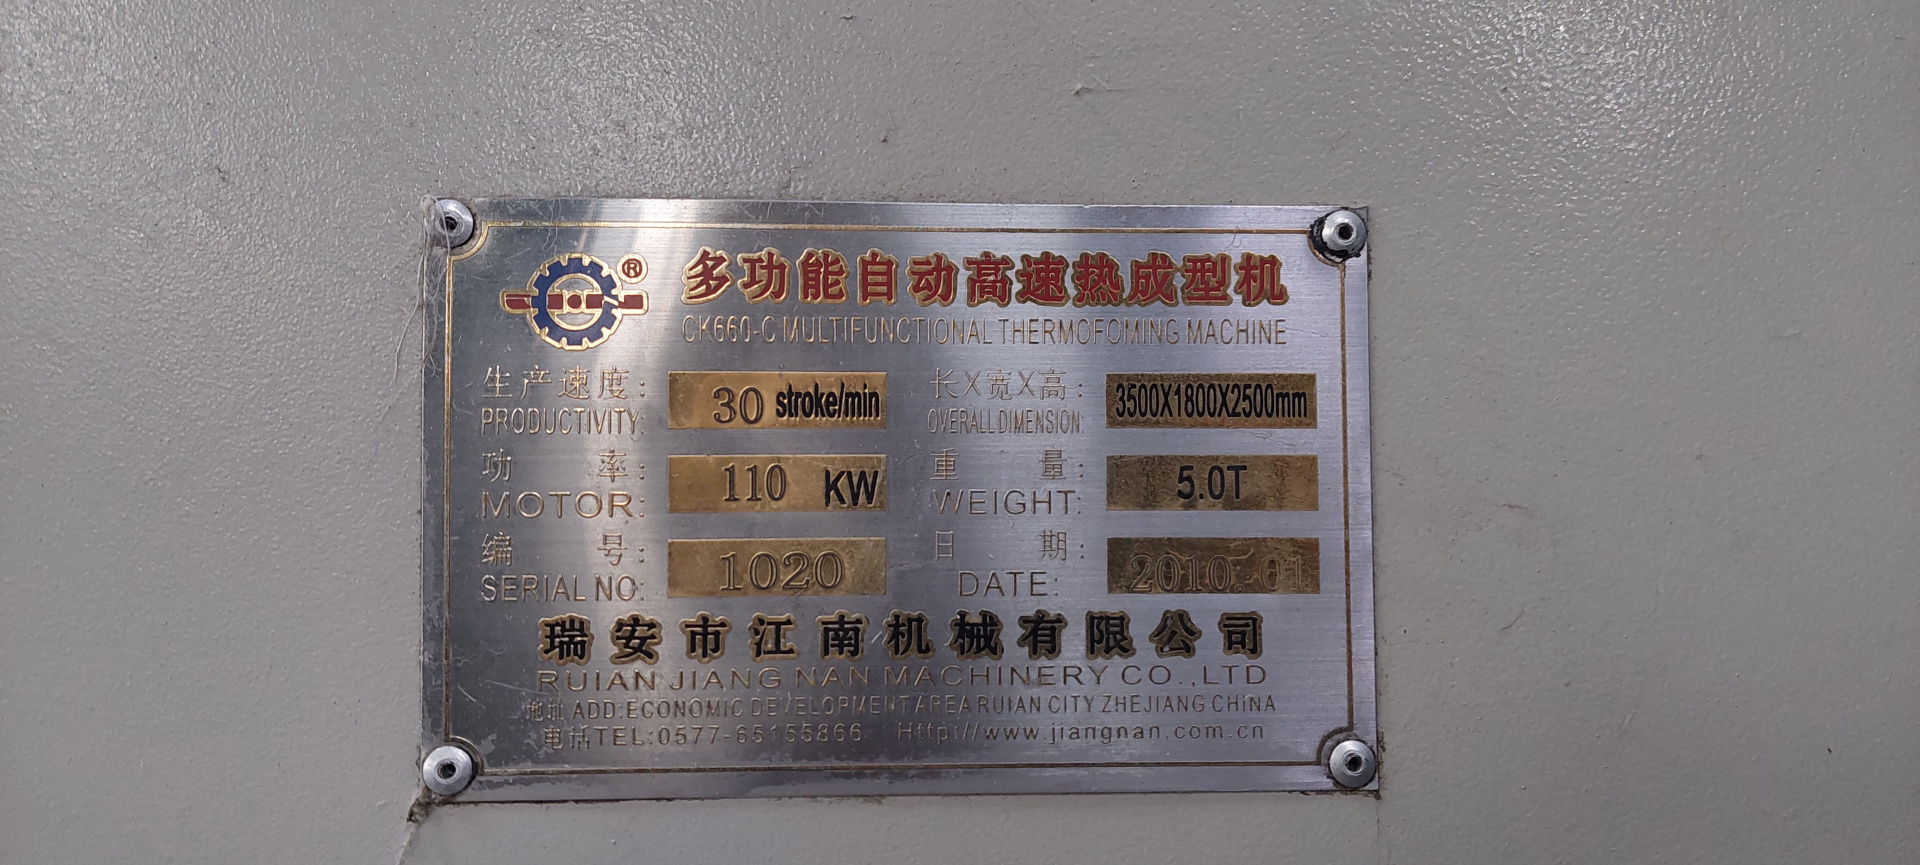 ® 多功能自动高速热成型机
CK660-C MULTIFUNCTIONAL THERMOFOMING MACHINE
生产速度: 30 stroke/min 长X宽X高: 3500X1800X2500mm
PRODUCTIVITY: OVERALL DIMENSION:
功 率: 110 KW 重 量: 5.0T
MOTOR: WEIGHT:
编 号: 1020 日 期: 2010.01
SERIAL NO: DATE:
瑞安市江南机械有限公司
RUIAN JIANG NAN MACHINERY CO.,LTD
地址 ADD:ECONOMIC DEVELOPMENT AREA RUIAN CITY ZHEJIANG CHINA
电话TEL:0577-65155866 Http://www.jiangnan.com.cn